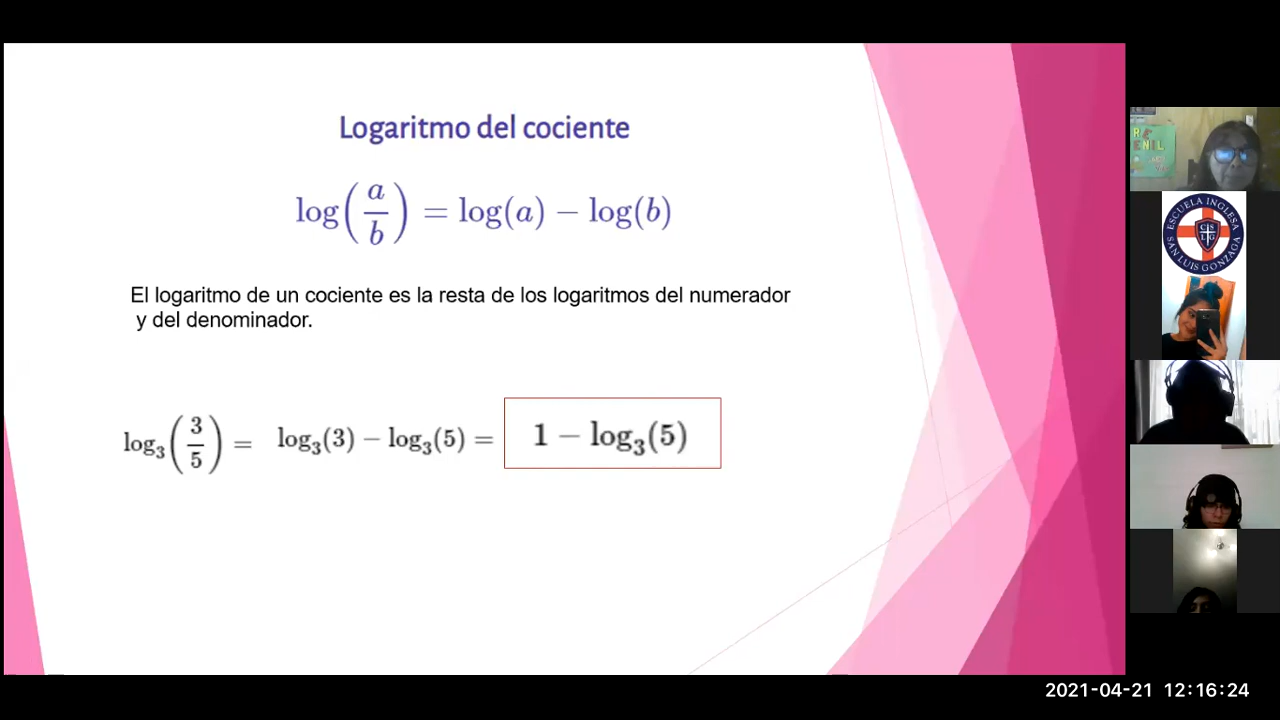 Logaritmo del cociente
log(a/b) = log(a) − log(b)
El logaritmo de un cociente es la resta de los logaritmos del numerador
y del denominador.
log₃(3/5) = log₃(3) − log₃(5) = 1 − log₃(5)
ESCUELA INGLESA
SAN LUIS GONZAGA
2021-04-21 12:16:24